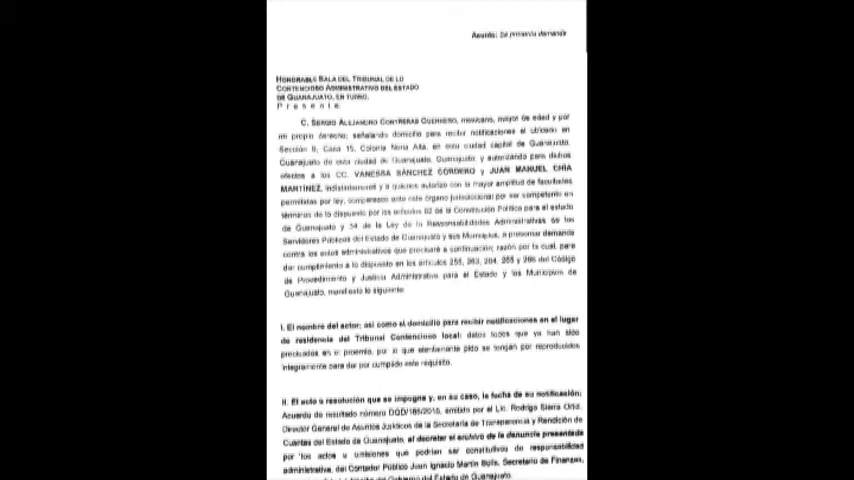 Asunto: Se presenta demanda
HONORABLE SALA DEL TRIBUNAL DE LO
CONTENCIOSO ADMINISTRATIVO DEL ESTADO
DE GUANAJUATO, EN TURNO.
P r e s e n t e.
C. SERGIO ALEJANDRO CONTRERAS GUERRERO, mexicano, mayor de edad y por
mi propio derecho; señalando domicilio para recibir notificaciones el ubicado en
Sección 9, Casa 15, Colonia Noria Alta, en esta ciudad capital de Guanajuato,
Guanajuato de esta ciudad de Guanajuato, Guanajuato; y autorizando para dichos
efectos a los CC. VANESSA SÁNCHEZ CORDERO y JUAN MANUEL CHÍA
MARTÍNEZ, indistintamente y a quienes autorizo con la mayor amplitud de facultades
permitidas por ley, comparezco ante este órgano jurisdiccional por ser competente en
términos de lo dispuesto por los artículos 82 de la Constitución Política para el estado
de Guanajuato y 54 de la Ley de la Responsabilidades Administrativas de los
Servidores Públicos del Estado de Guanajuato y sus Municipios, a presentar demanda
contra los actos administrativos que precisaré a continuación; razón por la cual, para
dar cumplimiento a lo dispuesto en los artículos 255, 263, 264, 265 y 266 del Código
de Procedimiento y Justicia Administrativa para el Estado y los Municipios de
Guanajuato, manifiesto lo siguiente:
I. El nombre del actor; así como el domicilio para recibir notificaciones en el lugar
de residencia del Tribunal Contencioso local: datos todos que ya han sido
precisados en el proemio, por lo que atentamente pido se tengan por reproducidos
íntegramente para dar por cumplido este requisito.
II. El acto o resolución que se impugna y, en su caso, la fecha de su notificación:
Acuerdo de resultado número DQD/185/2015, emitido por el Lic. Rodrigo Sierra Ortiz,
Director General de Asuntos Jurídicos de la Secretaría de Transparencia y Rendición de
Cuentas del Estado de Guanajuato, al decretar el archivo de la denuncia presentada
por los actos u omisiones que podrían ser constitutivos de responsabilidad
administrativa, del Contador Público Juan Ignacio Martín Solís, Secretario de Finanzas,
del Gobierno del Estado de Guanajuato.